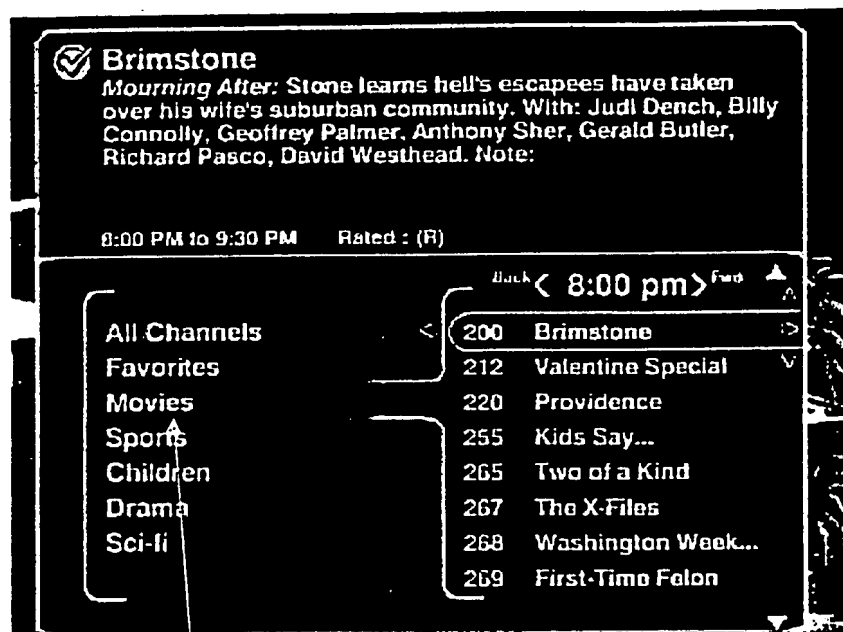 Brimstone
Mourning After: Stone learns hell's escapees have taken
over his wife's suburban community. With: Judi Dench, Billy
Connolly, Geoffrey Palmer, Anthony Sher, Gerald Butler,
Richard Pasco, David Westhead. Note:
8:00 PM to 9:30 PM Rated : (R)
Back < 8:00 pm > Fwd
All Channels
Favorites
Movies
Sports
Children
Drama
Sci-fi
200 Brimstone
212 Valentine Special
220 Providence
255 Kids Say...
265 Two of a Kind
267 The X-Files
268 Washington Week...
269 First-Time Felon